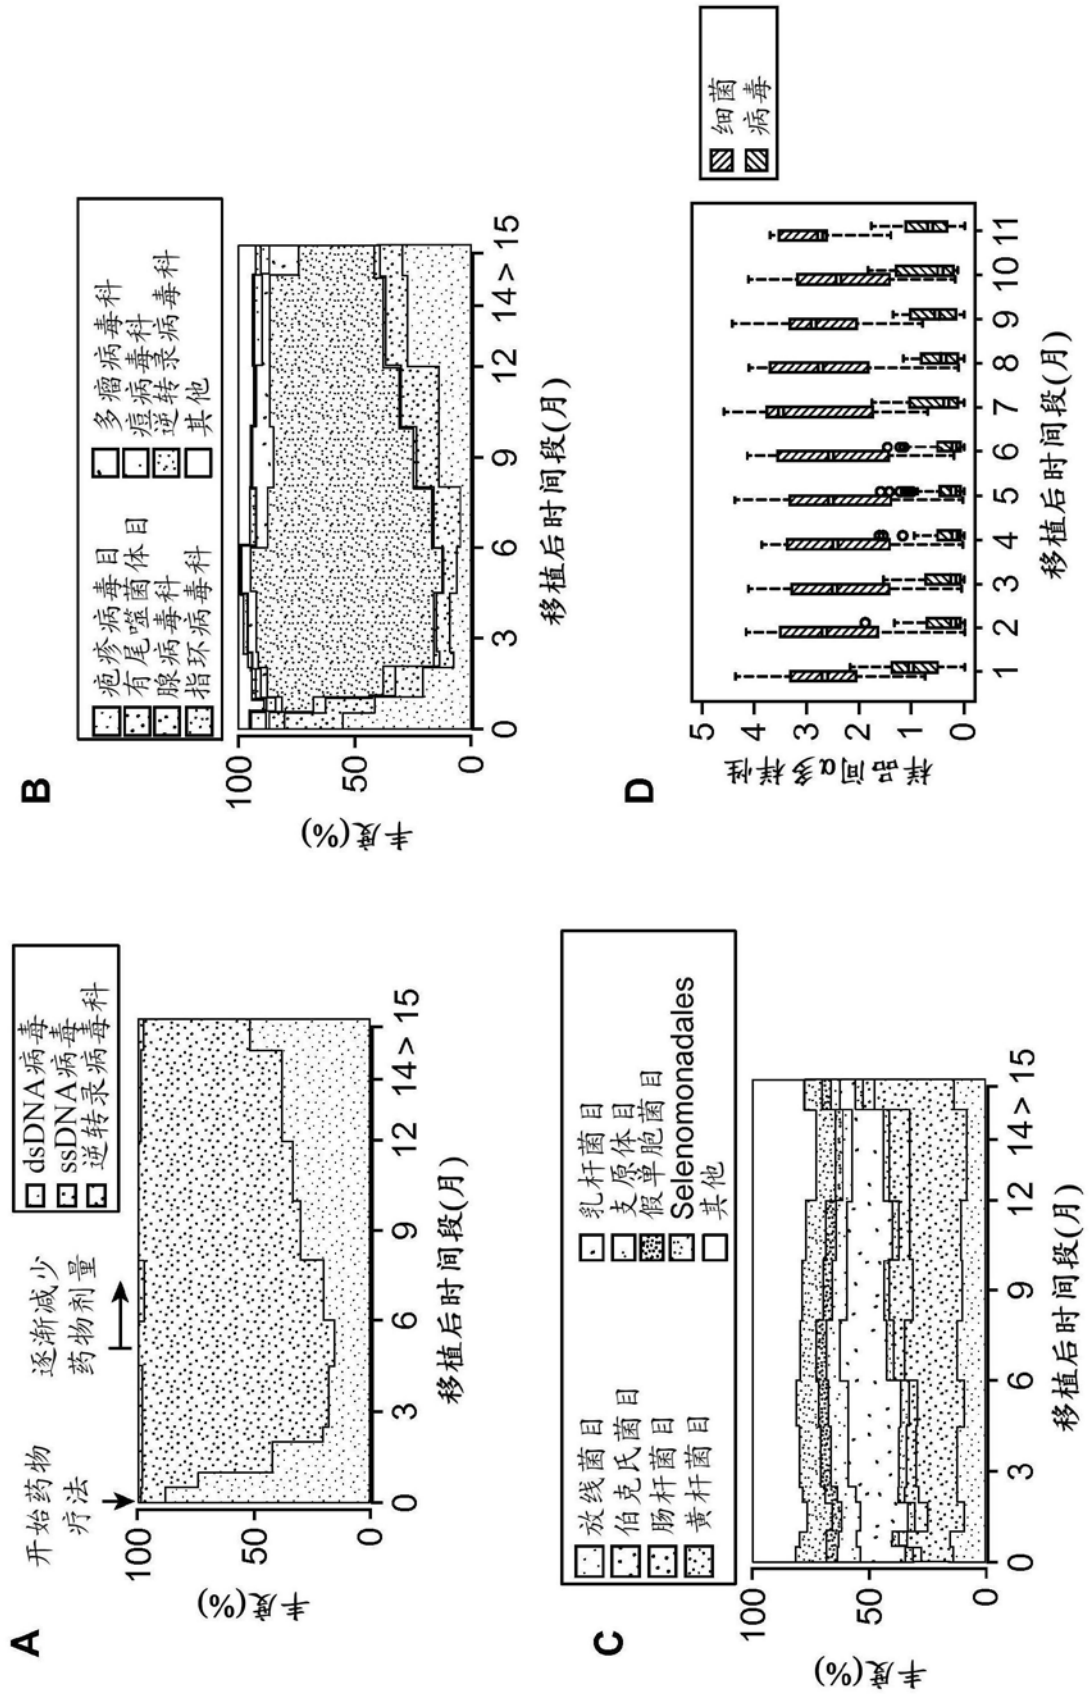 A
开始药物
疗法
逐渐减少
药物剂量
dsDNA病毒
ssDNA病毒
逆转录病毒科
丰度(%)
100
50
0
0 3 6 9 12 14 > 15
移植后时间段(月)
B
疱疹病毒目
有尾噬菌体目
腺病毒科
指环病毒科
多瘤病毒科
痘病毒科
逆转录病毒科
其他
丰度(%)
100
50
0
0 3 6 9 12 14 > 15
移植后时间段(月)
C
放线菌目
伯克氏菌目
肠杆菌目
黄杆菌目
乳杆菌目
支原体目
假单胞菌目
Selenomonadales
其他
丰度(%)
100
50
0
0 3 6 9 12 14 > 15
移植后时间段(月)
D
细菌
病毒
样品间α多样性
5
4
3
2
1
0
1 2 3 4 5 6 7 8 9 10 11
移植后时间段(月)